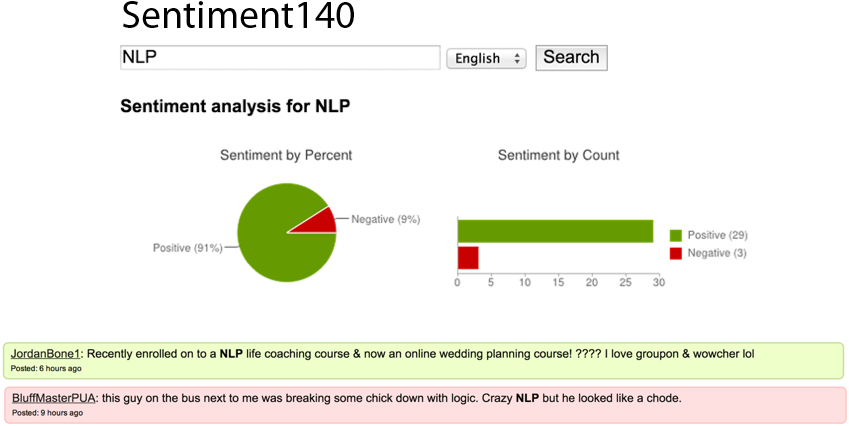 Sentiment140
NLP English Search
Sentiment analysis for NLP
Sentiment by Percent
Negative (9%)
Positive (91%)
Sentiment by Count
Positive (29)
Negative (3)
0 5 10 15 20 25 30
JordanBone1: Recently enrolled on to a NLP life coaching course & now an online wedding planning course! ???? I love groupon & wowcher lol
Posted: 6 hours ago
BluffMasterPUA: this guy on the bus next to me was breaking some chick down with logic. Crazy NLP but he looked like a chode.
Posted: 9 hours ago